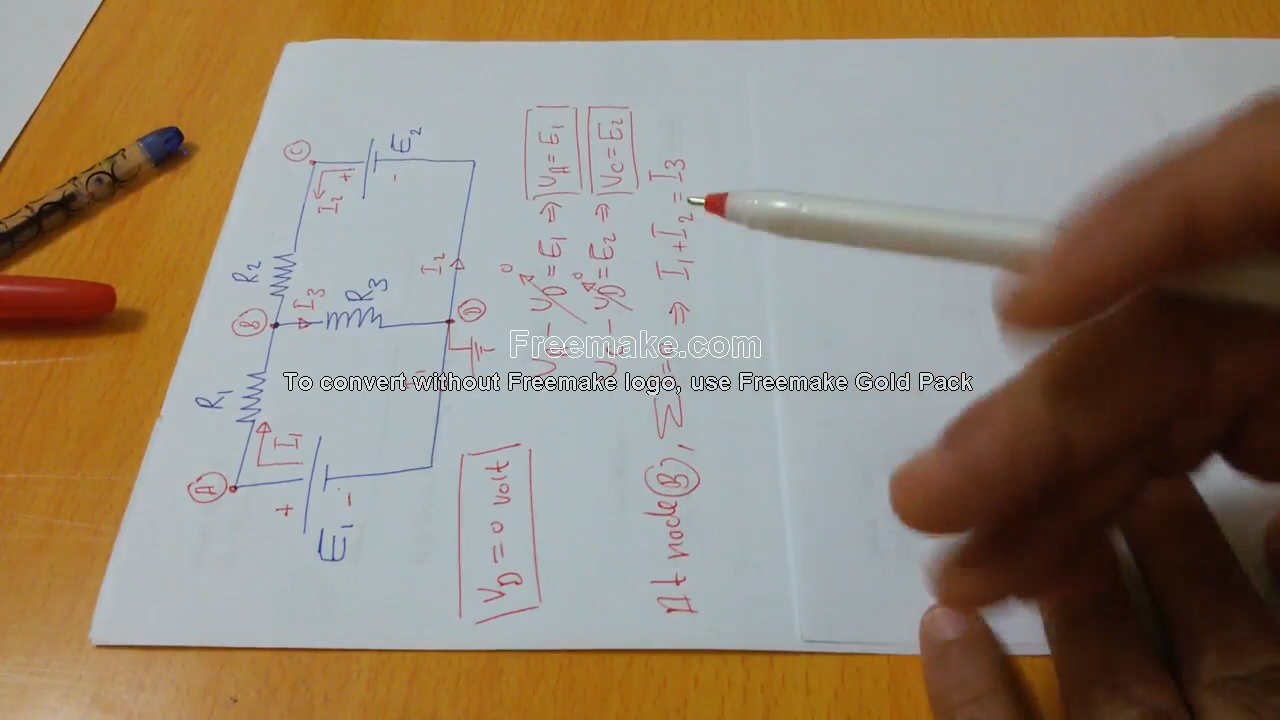 A
B
C
D
R1
R2
R3
I1
I2
I3
I2
+
-
E1
+
-
E2
VD = 0 volt
VA - VD = E1 ⇒ VA = E1
0
VC - VD = E2 ⇒ VC = E2
0
At node B, Σ = 0 ⇒ I1 + I2 = I3
Freemake.com
To convert without Freemake logo, use Freemake Gold Pack